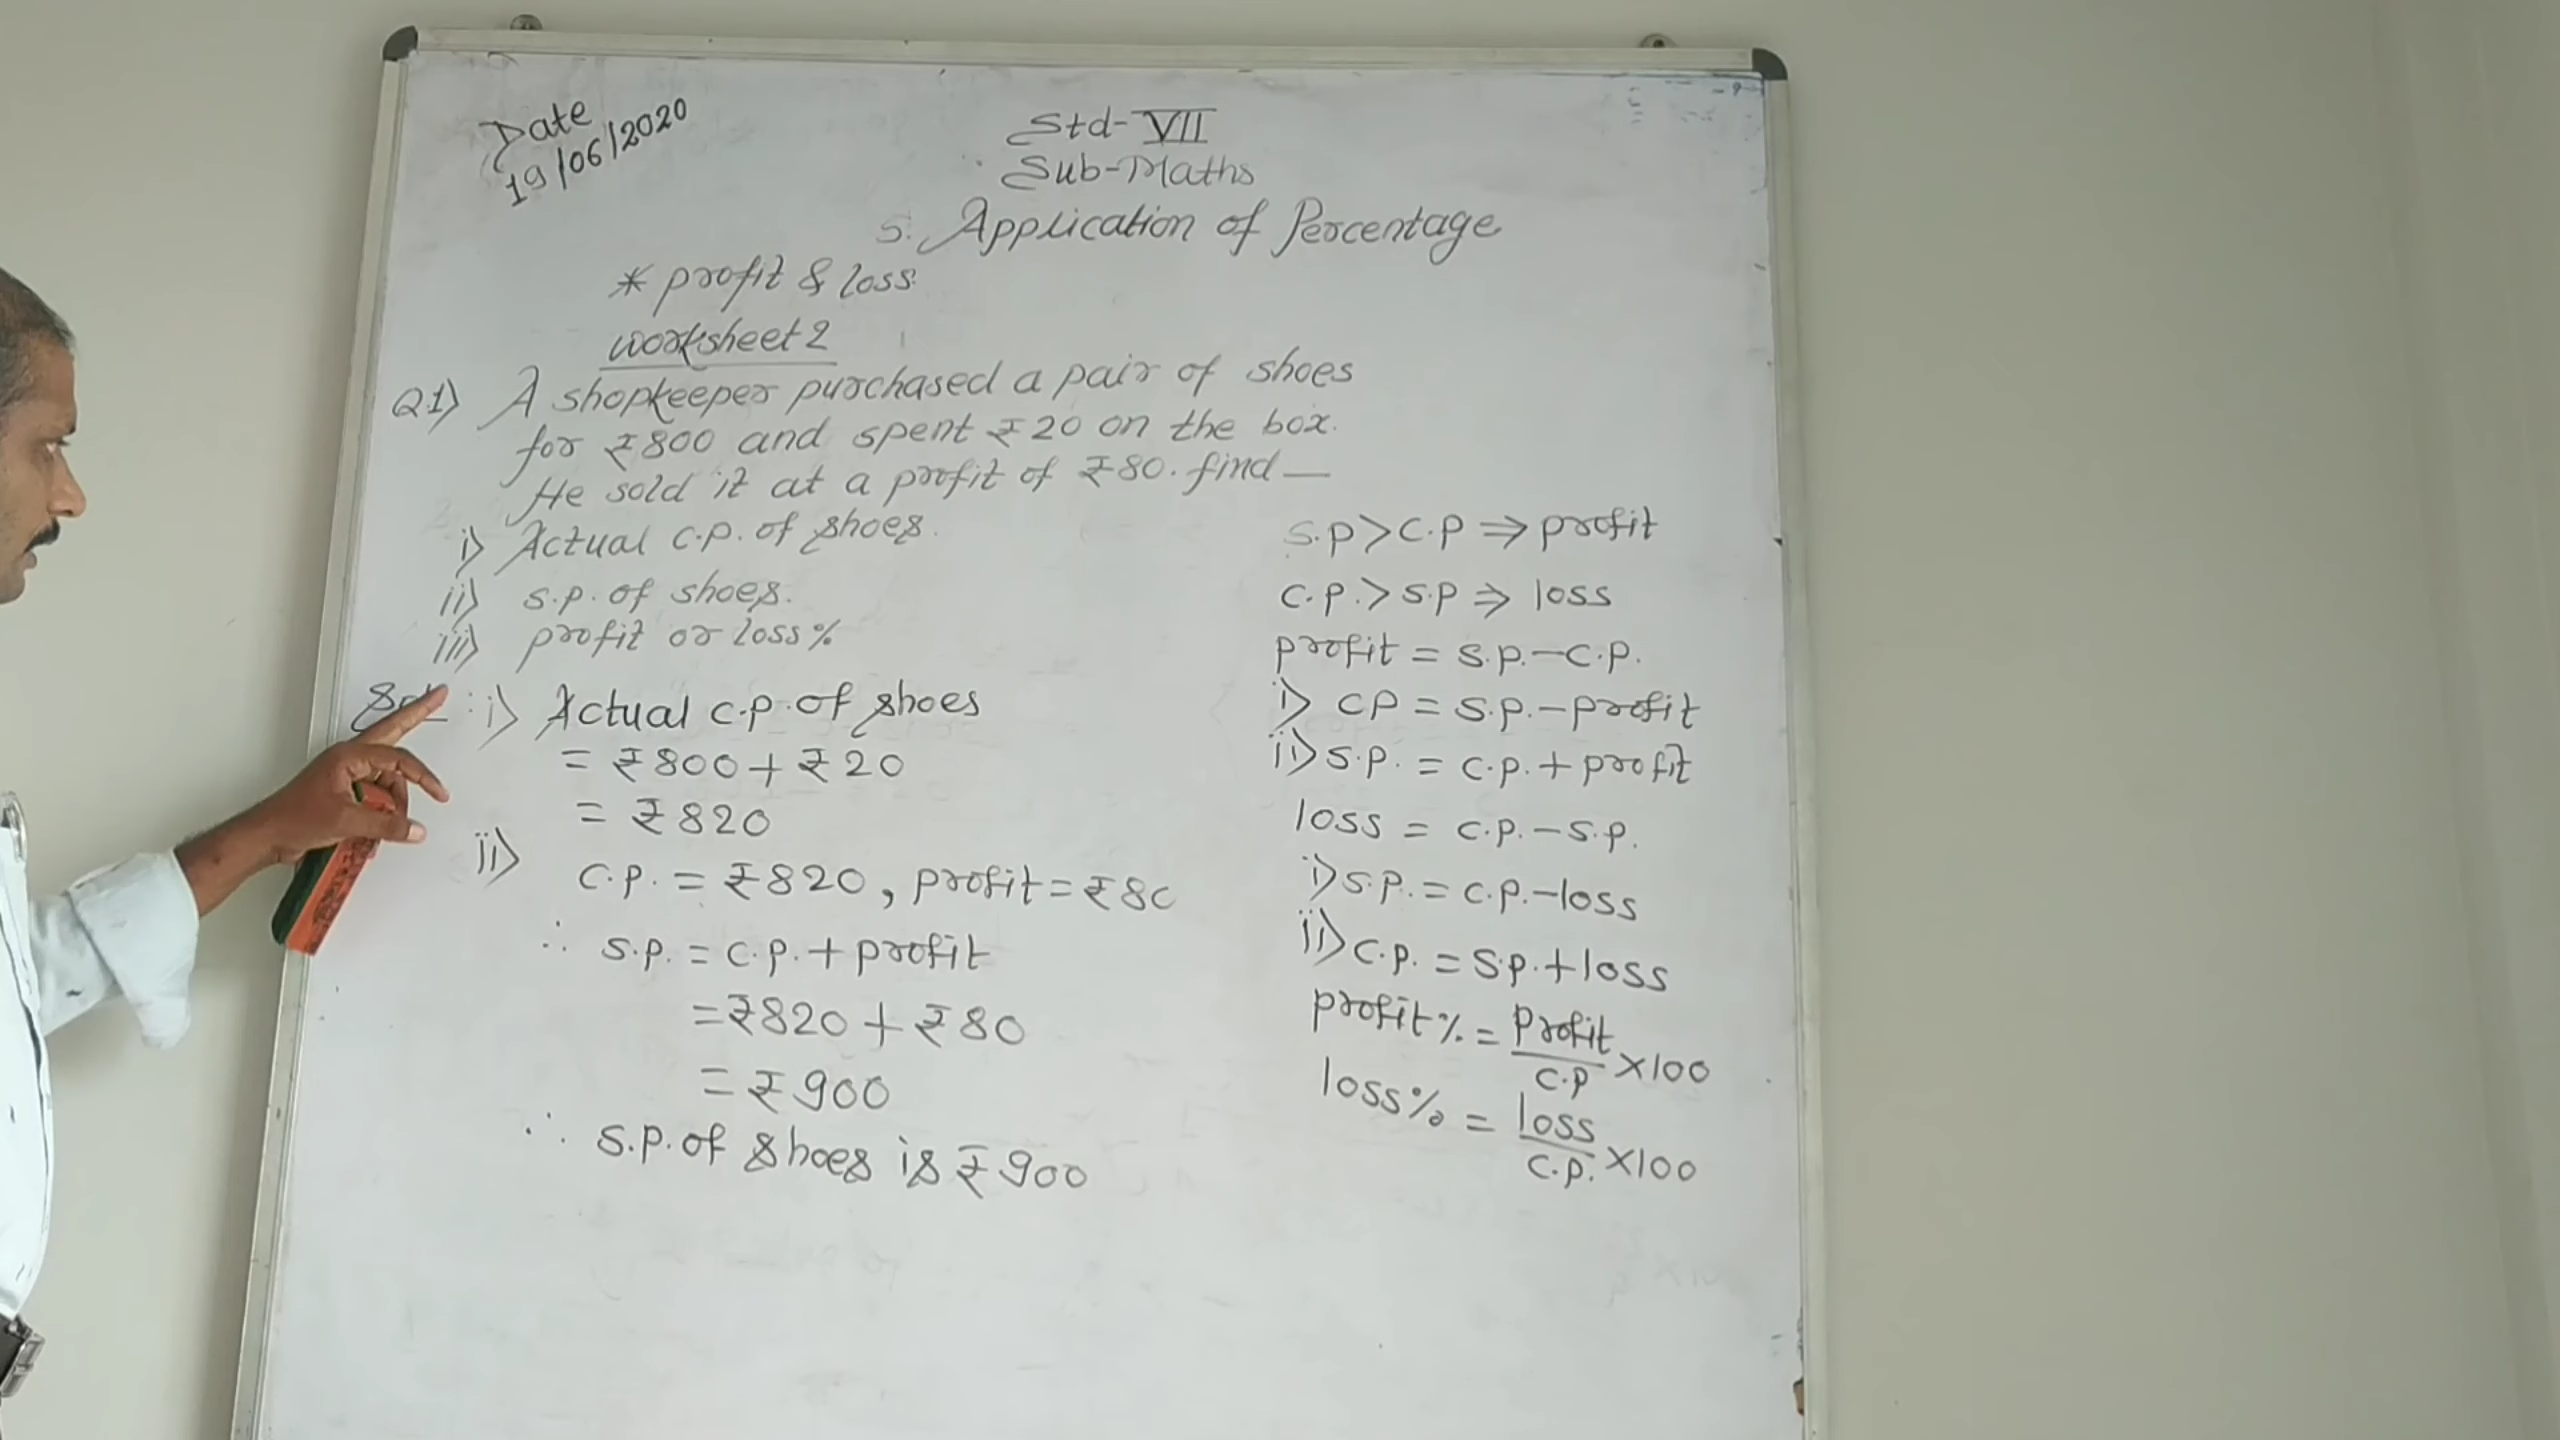 Date
19/06/2020
Std-VII
Sub-Maths
5. Application of Percentage
* profit & loss
worksheet 2
Q.1) A shopkeeper purchased a pair of shoes
for ₹800 and spent ₹20 on the box.
He sold it at a profit of ₹80. find —
i) Actual c.p. of shoes.
ii) s.p. of shoes.
iii) profit or loss%
i) Actual c.p. of shoes
= ₹800 + ₹20
= ₹820
ii)
c.p. = ₹820, profit = ₹80
∴ s.p. = c.p. + profit
= ₹820 + ₹80
= ₹900
∴ s.p. of shoes is ₹900
s.p > c.p ⇒ profit
c.p. > s.p ⇒ loss
profit = s.p. – c.p.
i) cp = s.p. – profit
ii) s.p. = c.p. + profit
loss = c.p. – s.p.
i) s.p. = c.p. – loss
ii) c.p. = s.p. + loss
profit% = profit/c.p × 100
loss% = loss/c.p. × 100